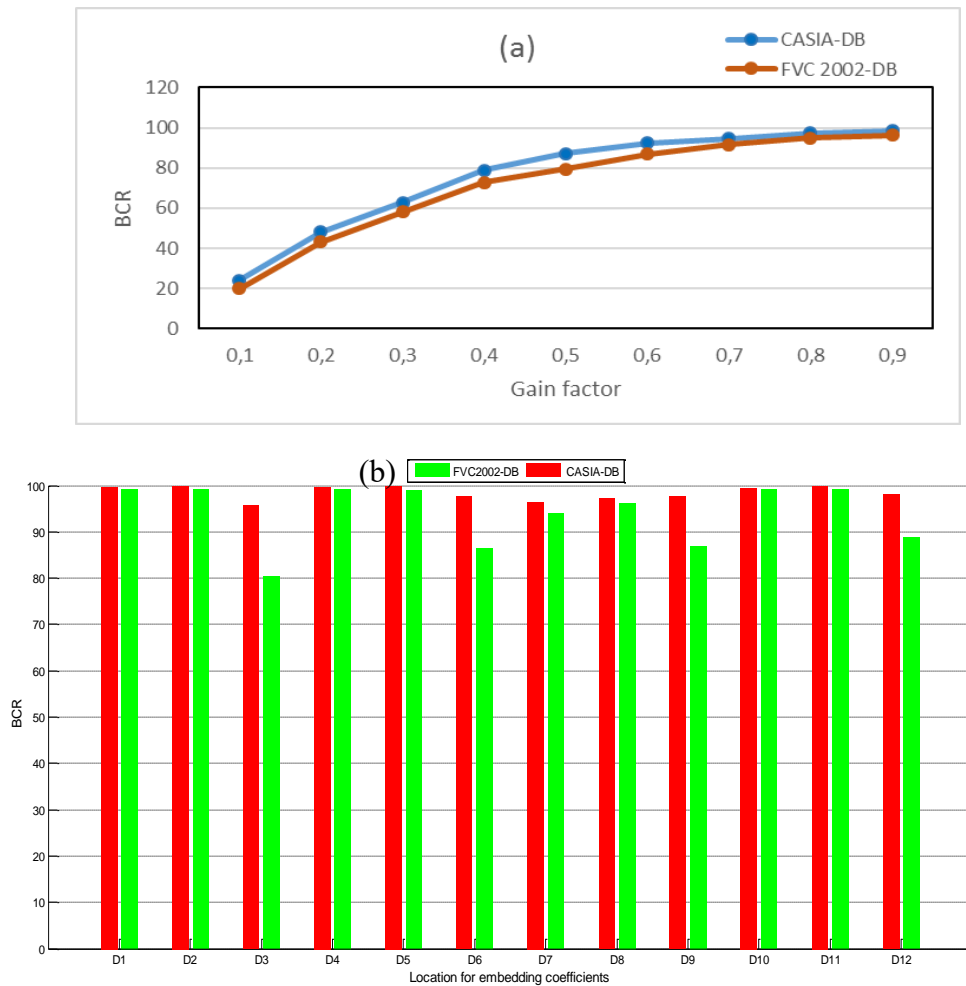 (a)
CASIA-DB
FVC 2002-DB
120
100
80
60
40
20
0
BCR
0,1 0,2 0,3 0,4 0,5 0,6 0,7 0,8 0,9
Gain factor
(b)
FVC2002-DB CASIA-DB
100
90
80
70
60
50
40
30
20
10
0
BCR
D1 D2 D3 D4 D5 D6 D7 D8 D9 D10 D11 D12
Location for embedding coefficients